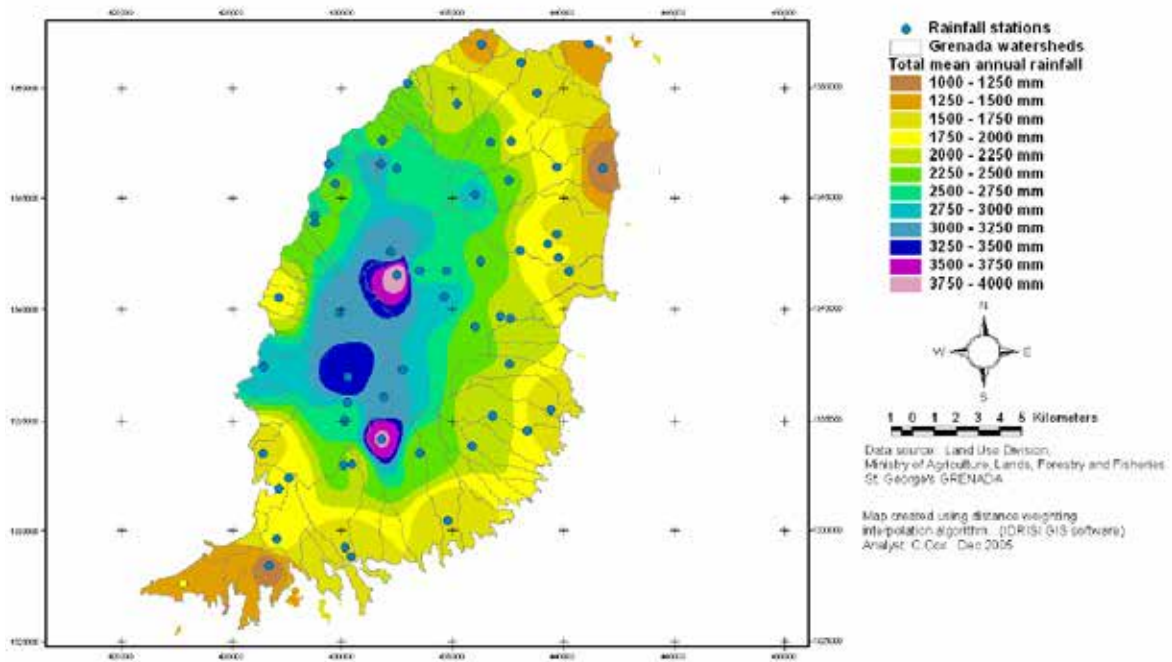 Rainfall stations
Grenada watersheds
Total mean annual rainfall
1000 - 1250 mm
1250 - 1500 mm
1500 - 1750 mm
1750 - 2000 mm
2000 - 2250 mm
2250 - 2500 mm
2500 - 2750 mm
2750 - 3000 mm
3000 - 3250 mm
3250 - 3500 mm
3500 - 3750 mm
3750 - 4000 mm
N
W E
S
1 0 1 2 3 4 5 Kilometers
Data source: Land Use Division,
Ministry of Agriculture, Lands, Forestry and Fisheries
St. George's GRENADA
Map created using distance weighting
interpolation algorithm. (IDRISI GIS software)
Analyst: C.Cox Dec 2005